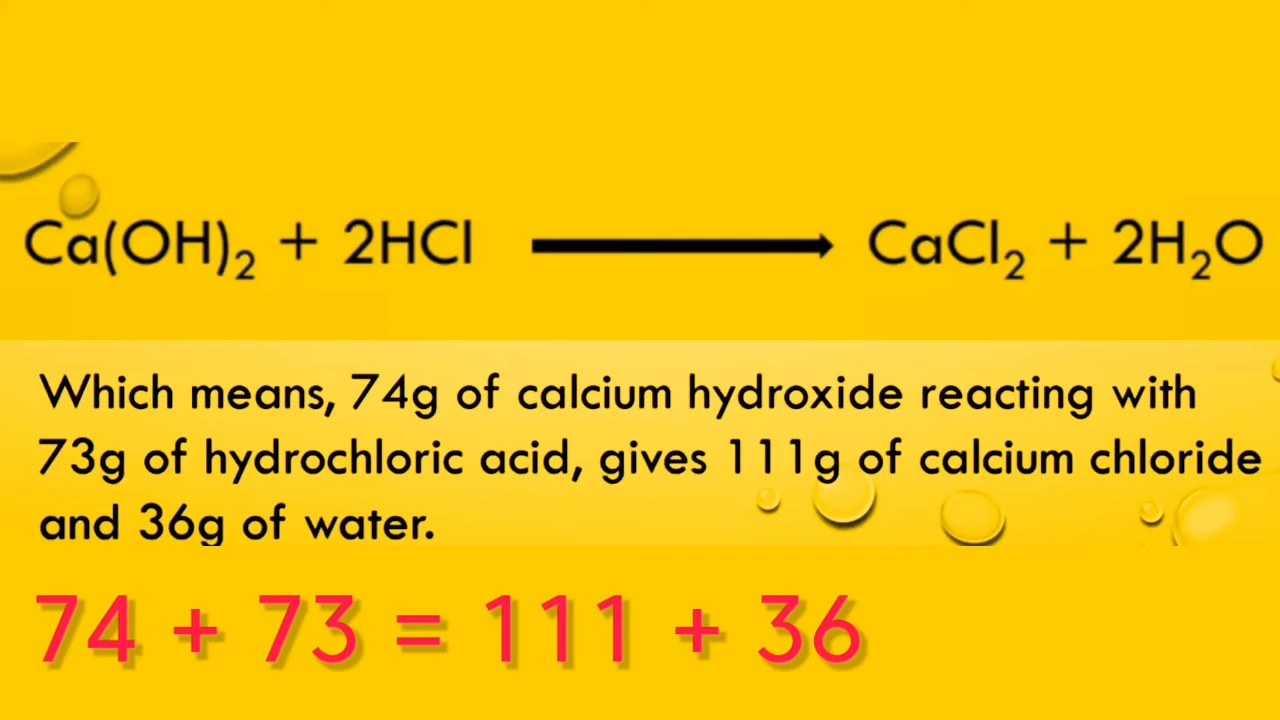 Ca(OH)₂ + 2HCl ⟶ CaCl₂ + 2H₂O
Which means, 74g of calcium hydroxide reacting with
73g of hydrochloric acid, gives 111g of calcium chloride
and 36g of water.
74 + 73 = 111 + 36